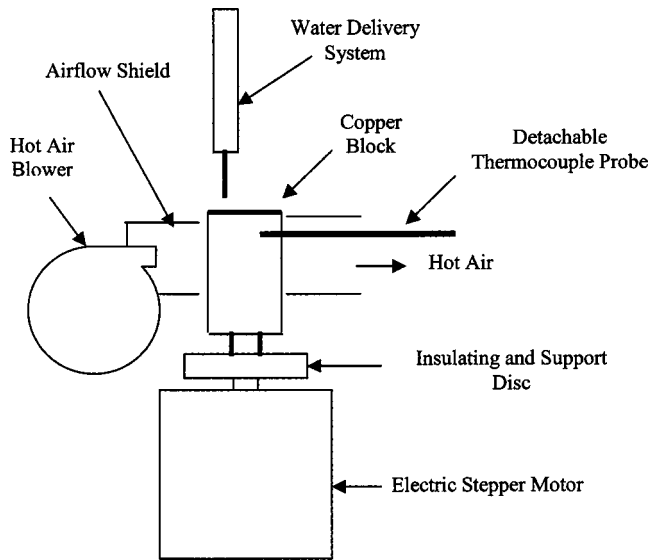 Water Delivery
System
Airflow Shield
Copper
Block
Detachable
Thermocouple Probe
Hot Air
Blower
Hot Air
Insulating and Support
Disc
Electric Stepper Motor